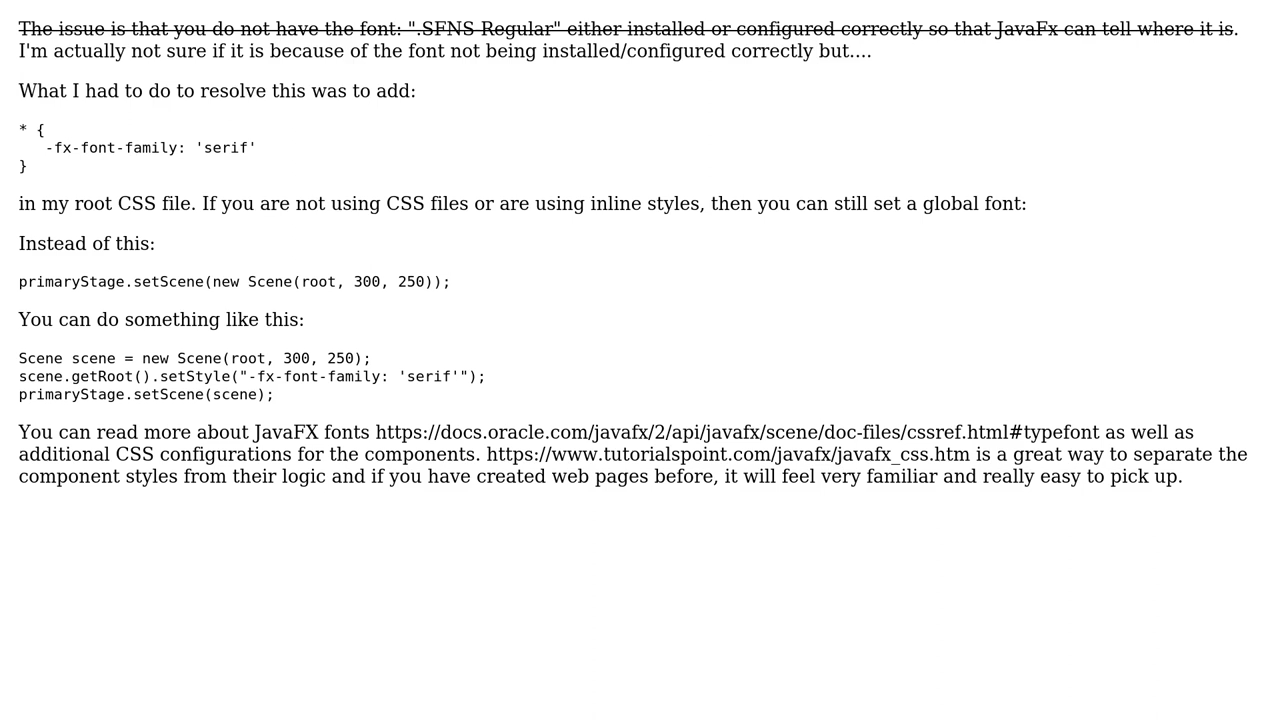 The issue is that you do not have the font: ".SFNS Regular" either installed or configured correctly so that JavaFx can tell where it is.
I'm actually not sure if it is because of the font not being installed/configured correctly but....
What I had to do to resolve this was to add:
* {
   -fx-font-family: 'serif'
}
in my root CSS file. If you are not using CSS files or are using inline styles, then you can still set a global font:
Instead of this:
primaryStage.setScene(new Scene(root, 300, 250));
You can do something like this:
Scene scene = new Scene(root, 300, 250);
scene.getRoot().setStyle("-fx-font-family: 'serif'");
primaryStage.setScene(scene);
You can read more about JavaFX fonts https://docs.oracle.com/javafx/2/api/javafx/scene/doc-files/cssref.html#typefont as well as
additional CSS configurations for the components. https://www.tutorialspoint.com/javafx/javafx_css.htm is a great way to separate the
component styles from their logic and if you have created web pages before, it will feel very familiar and really easy to pick up.